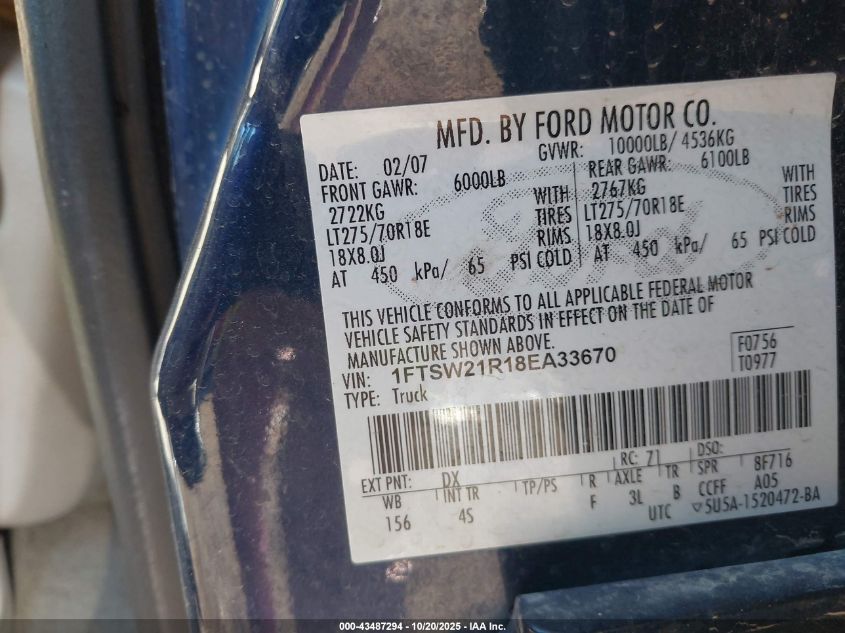 MFD. BY FORD MOTOR CO.
DATE: 02/07 GVWR: 10000LB/ 4536KG
FRONT GAWR: 6000LB REAR GAWR: 6100LB
2722KG WITH 2767KG WITH
LT275/70R18E TIRES LT275/70R18E TIRES
18X8.0J RIMS 18X8.0J RIMS
AT 450 kPa/ 65 PSI COLD AT 450 kPa/ 65 PSI COLD
THIS VEHICLE CONFORMS TO ALL APPLICABLE FEDERAL MOTOR
VEHICLE SAFETY STANDARDS IN EFFECT ON THE DATE OF
MANUFACTURE SHOWN ABOVE.
VIN: 1FTSW21R18EA33670 F0756
TYPE: Truck T0977
EXT PNT: DX RC: 71 DSO:
WB INT TR TP/PS R AXLE TR SPR 8F716
156 4S F 3L B CCFF A05
UTC ▽5U5A-1520472-BA
000-43487294 - 10/20/2025 - IAA Inc.